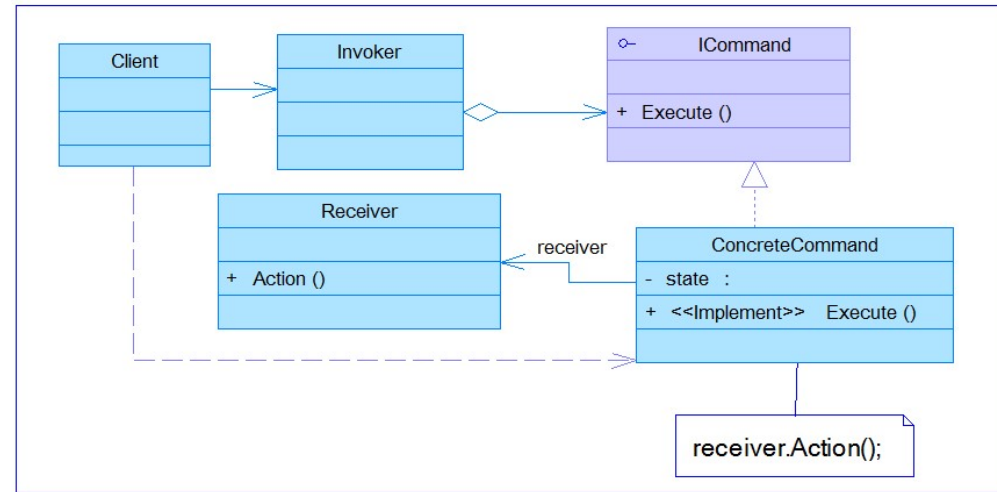 Client
Invoker
ICommand
+ Execute ()
Receiver
+ Action ()
receiver
ConcreteCommand
- state :
+ <<Implement>> Execute ()
receiver.Action();